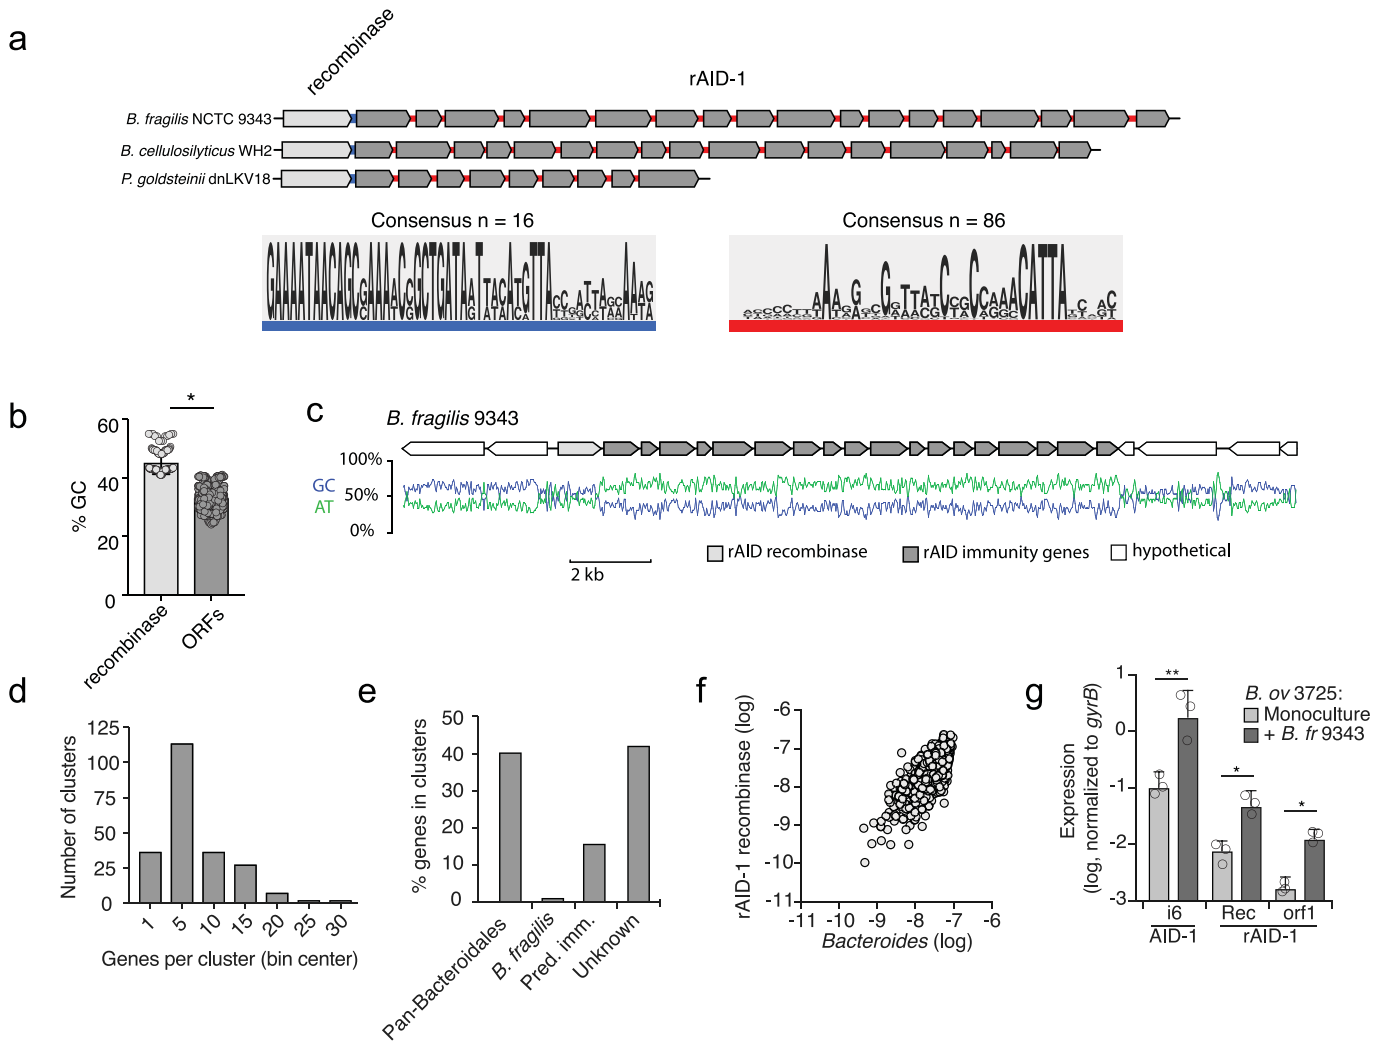 a
recombinase
rAID-1
B. fragilis NCTC 9343
B. cellulosilyticus WH2
P. goldsteinii dnLKV18
Consensus n = 16
Consensus n = 86
b
*
60
40
20
0
% GC
recombinase
ORFs
c
B. fragilis 9343
100%
50%
0%
GC
AT
2 kb
rAID recombinase
rAID immunity genes
hypothetical
d
Number of clusters
125
100
75
50
25
0
1
5
10
15
20
25
30
Genes per cluster (bin center)
e
% genes in clusters
50
40
30
20
10
0
Pan-Bacteroidales
B. fragilis
Pred. imm.
Unknown
f
rAID-1 recombinase (log)
-6
-7
-8
-9
-10
-11
-11
-10
-9
-8
-7
-6
Bacteroides (log)
g
Expression
(log, normalized to gyrB)
1
0
-1
-2
-3
**
*
*
B. ov 3725:
Monoculture
+ B. fr 9343
i6
Rec
orf1
AID-1
rAID-1